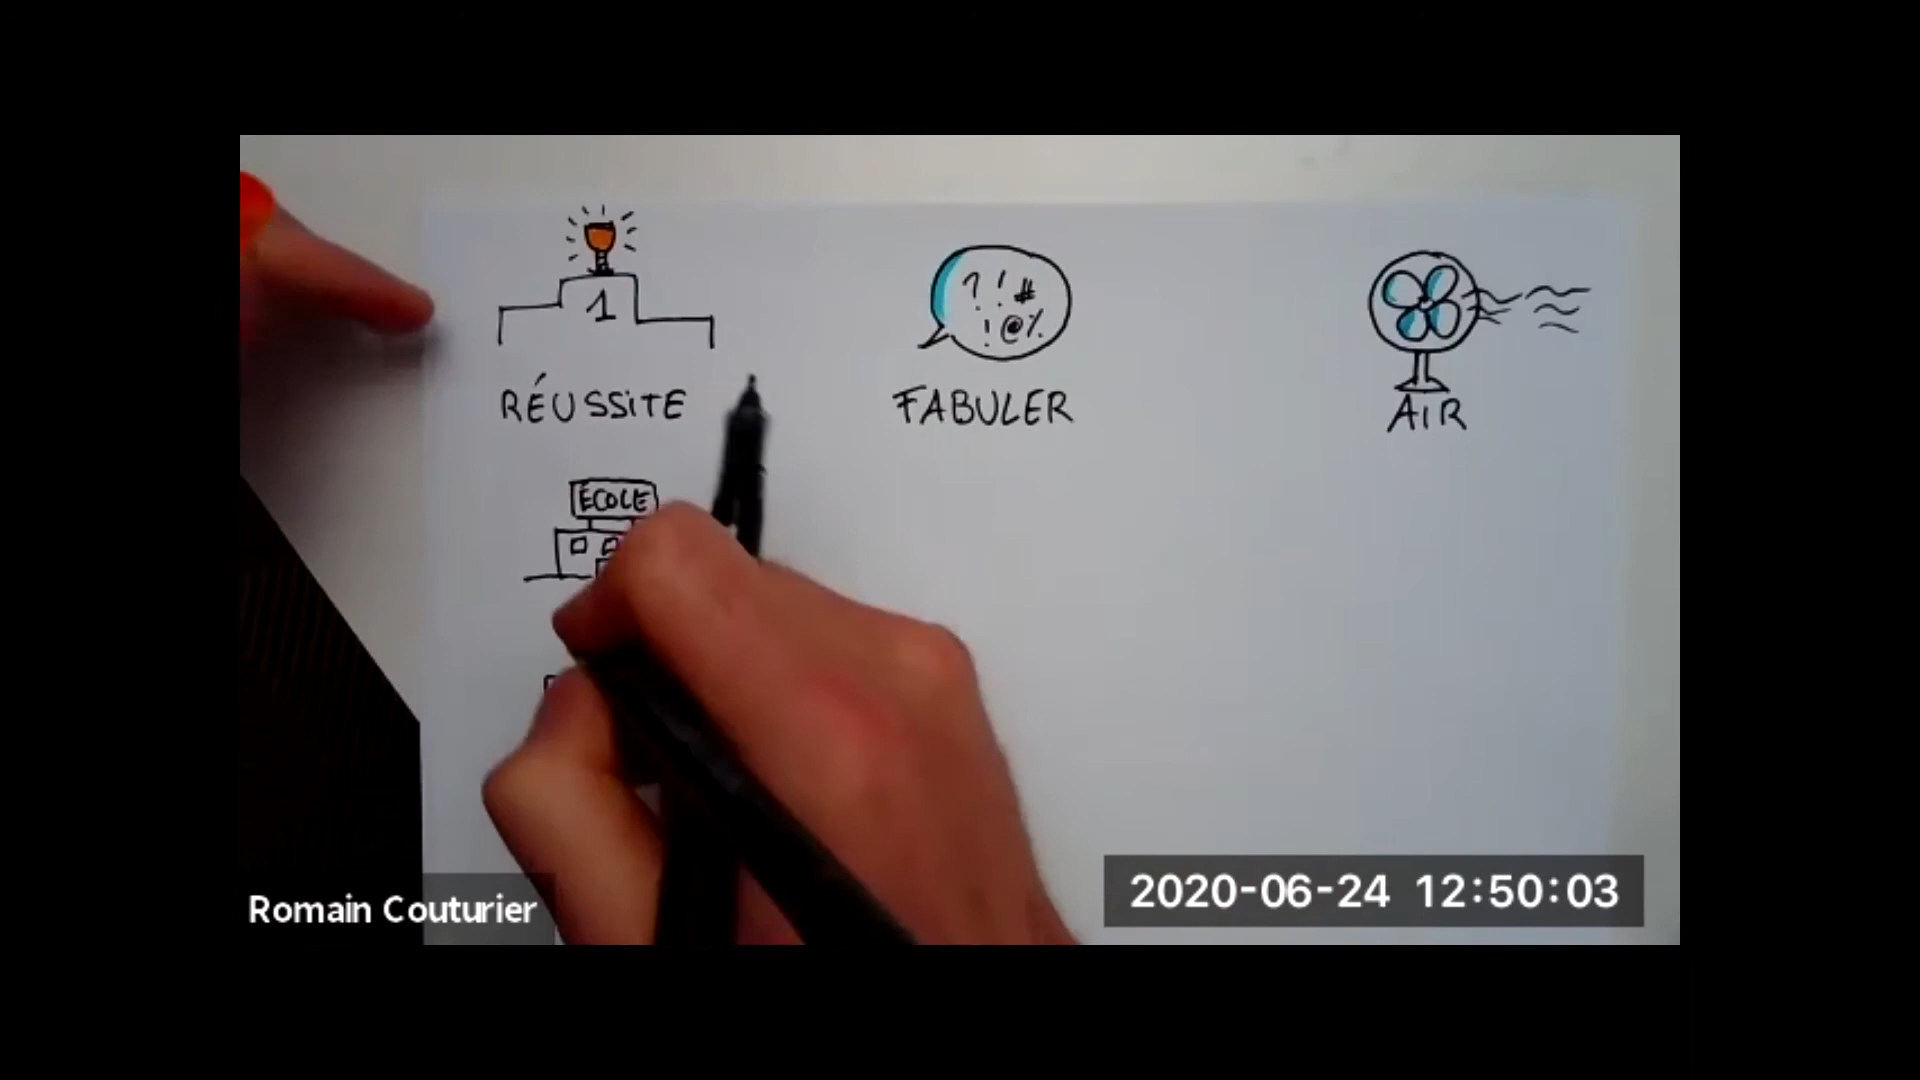 1
RÉUSSiTE
?!#
!@%
FABULER
AiR
ÉCOLE
Romain Couturier
2020-06-24 12:50:03